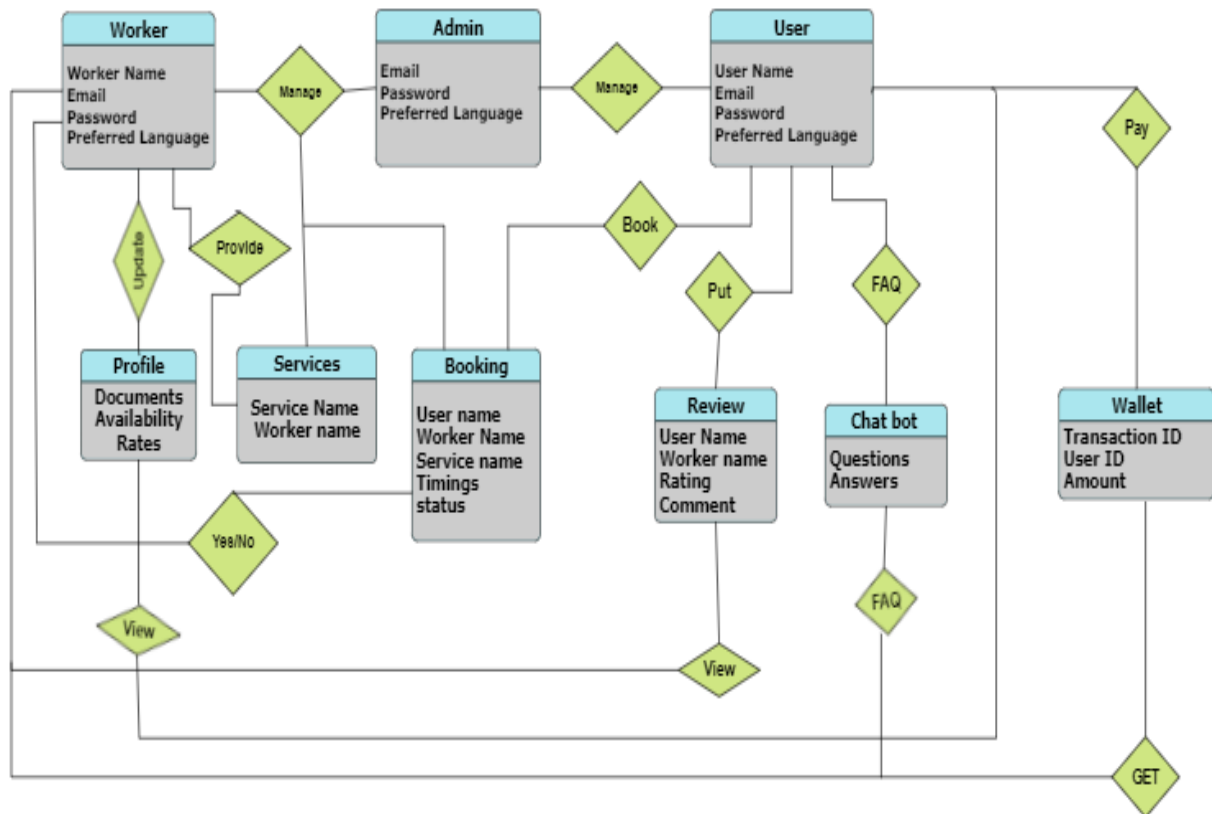 Worker
Worker Name
Email
Password
Preferred Language
Manage
Admin
Email
Password
Preferred Language
Manage
User
User Name
Email
Password
Preferred Language
Pay
Update
Provide
Book
Put
FAQ
Profile
Documents
Availability
Rates
Services
Service Name
Worker name
Booking
User name
Worker Name
Service name
Timings
status
Review
User Name
Worker name
Rating
Comment
Chat bot
Questions
Answers
Wallet
Transaction ID
User ID
Amount
Yes/No
View
View
FAQ
GET